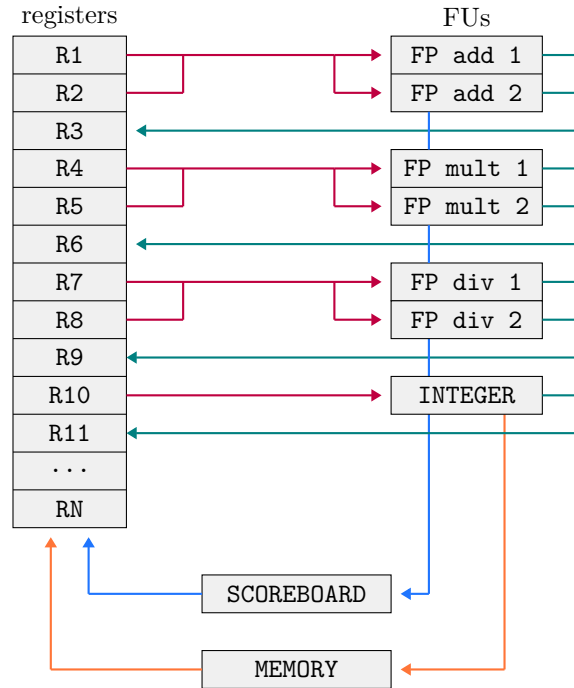 registers
R1
R2
R3
R4
R5
R6
R7
R8
R9
R10
R11
...
RN
FUs
FP add 1
FP add 2
FP mult 1
FP mult 2
FP div 1
FP div 2
INTEGER
SCOREBOARD
MEMORY